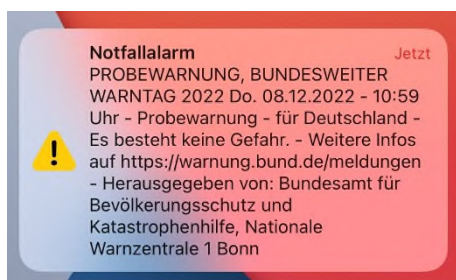 Notfallalarm Jetzt
PROBEWARNUNG, BUNDESWEITER
WARNTAG 2022 Do. 08.12.2022 - 10:59
Uhr - Probewarnung - für Deutschland -
Es besteht keine Gefahr. - Weitere Infos
auf https://warnung.bund.de/meldungen
- Herausgegeben von: Bundesamt für
Bevölkerungsschutz und
Katastrophenhilfe, Nationale
Warnzentrale 1 Bonn